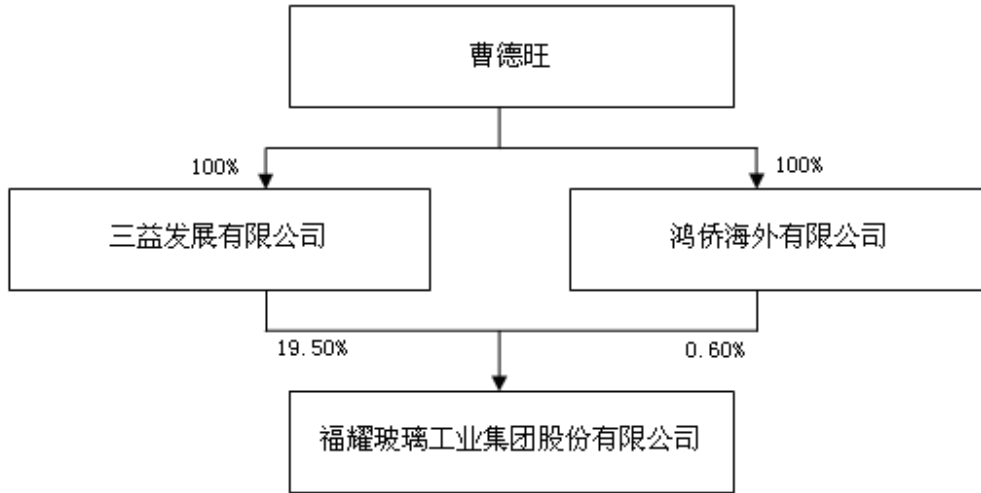 曹德旺
100%
100%
三益发展有限公司
鸿侨海外有限公司
19.50%
0.60%
福耀玻璃工业集团股份有限公司